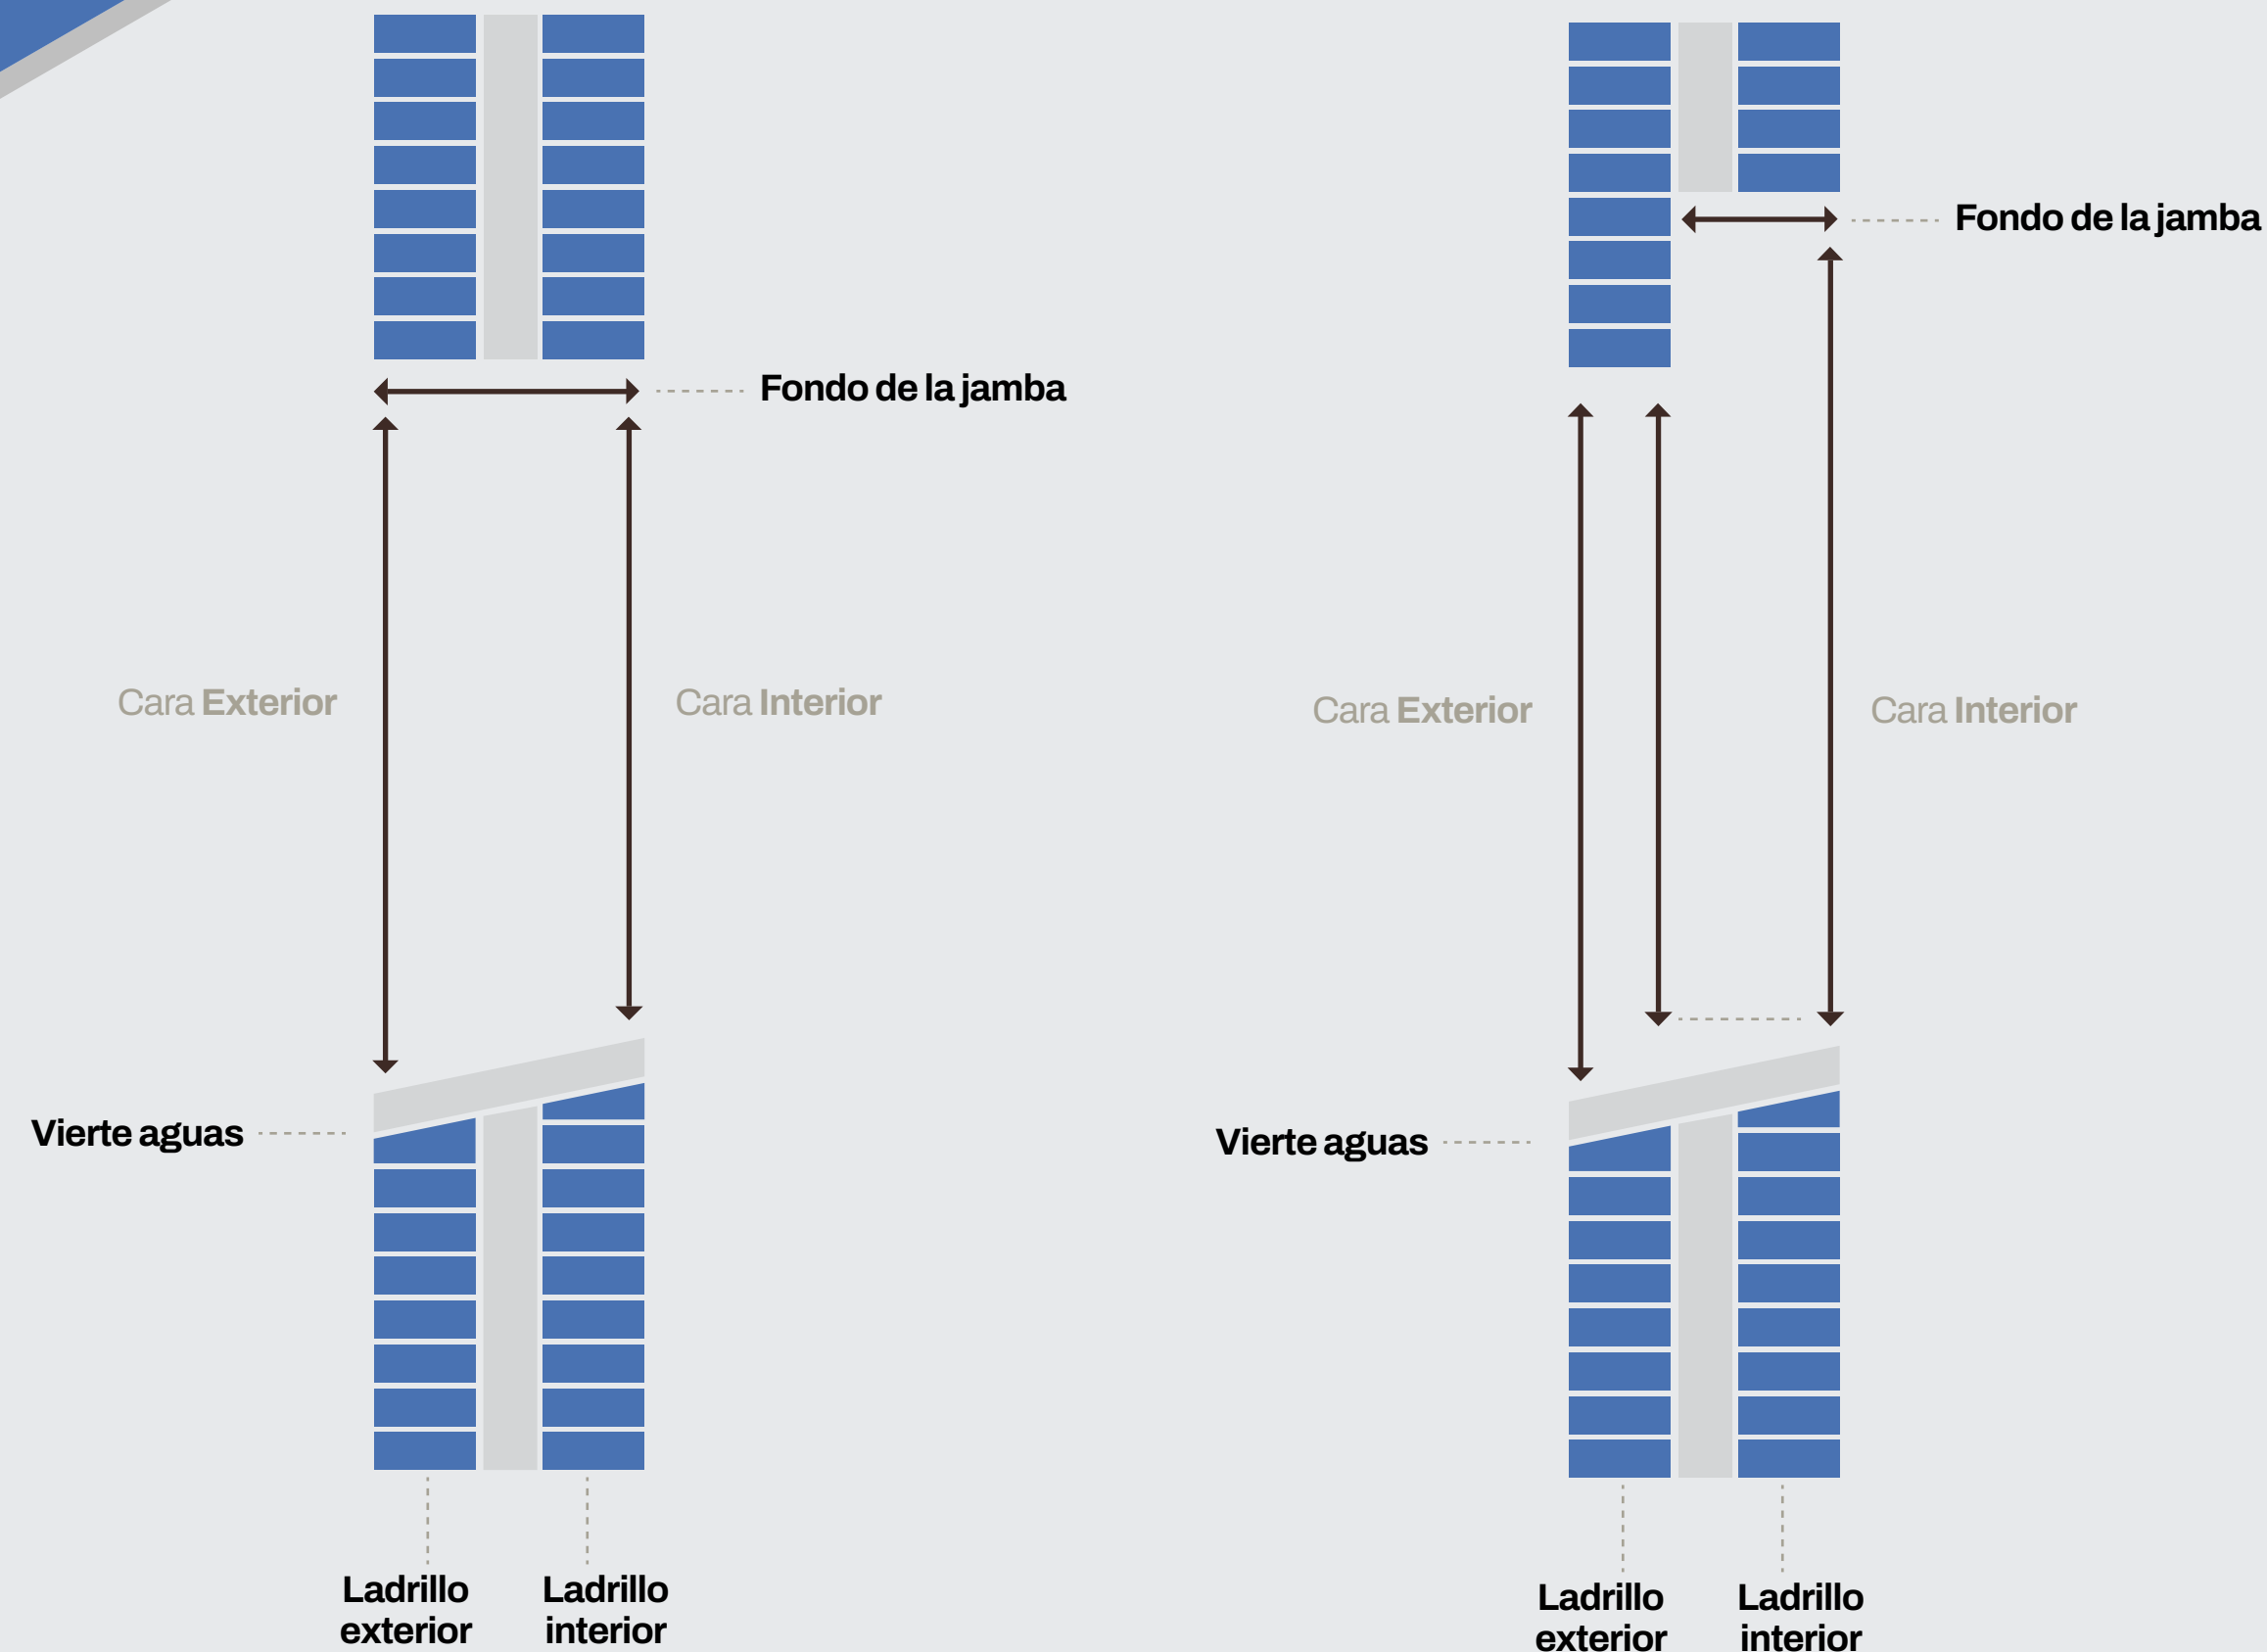 Fondo de la jamba
Cara Exterior
Cara Interior
Vierte aguas
Ladrillo
exterior
Ladrillo
interior
Fondo de la jamba
Cara Exterior
Cara Interior
Vierte aguas
Ladrillo
exterior
Ladrillo
interior